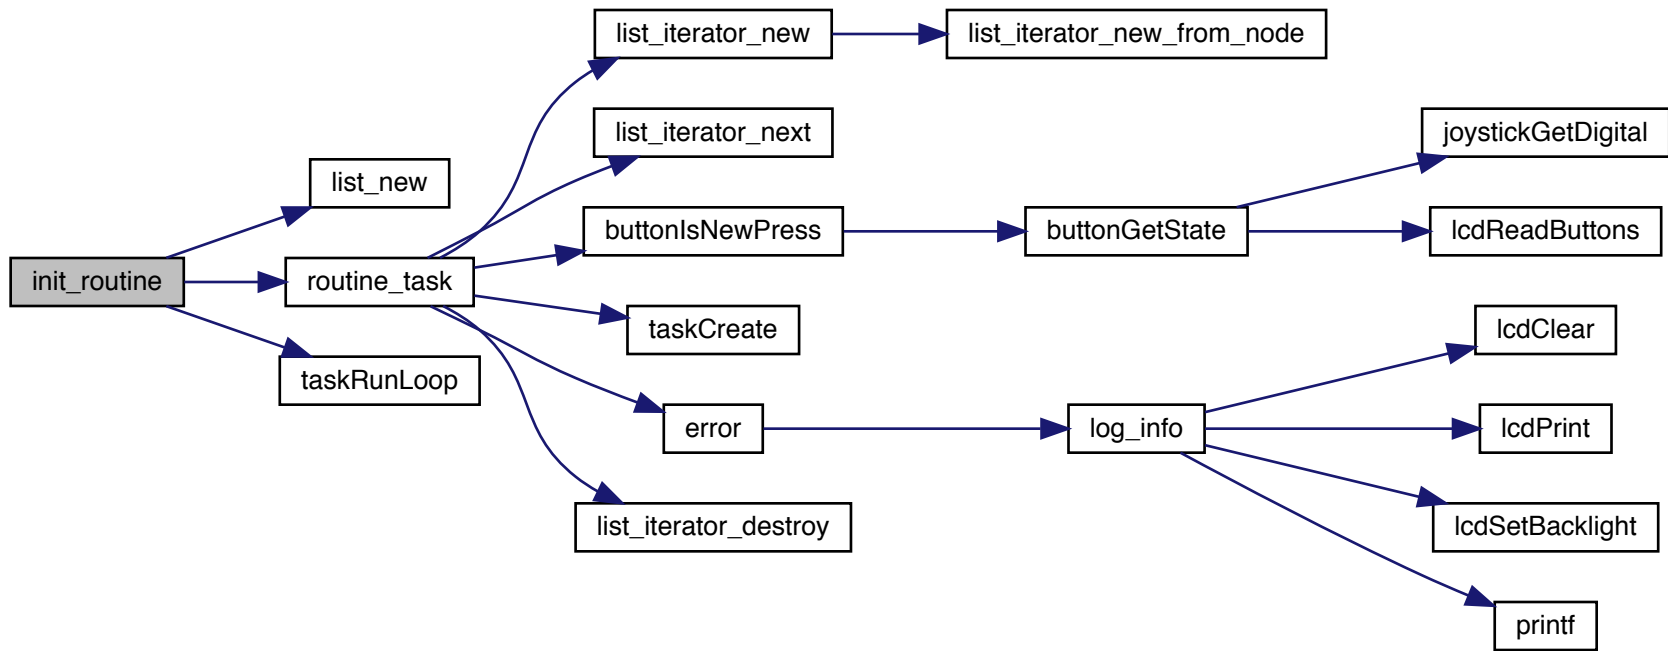 list_iterator_new
list_iterator_new_from_node
list_iterator_next
joystickGetDigital
list_new
buttonIsNewPress
buttonGetState
lcdReadButtons
init_routine
routine_task
taskCreate
lcdClear
taskRunLoop
error
log_info
lcdPrint
list_iterator_destroy
lcdSetBacklight
printf